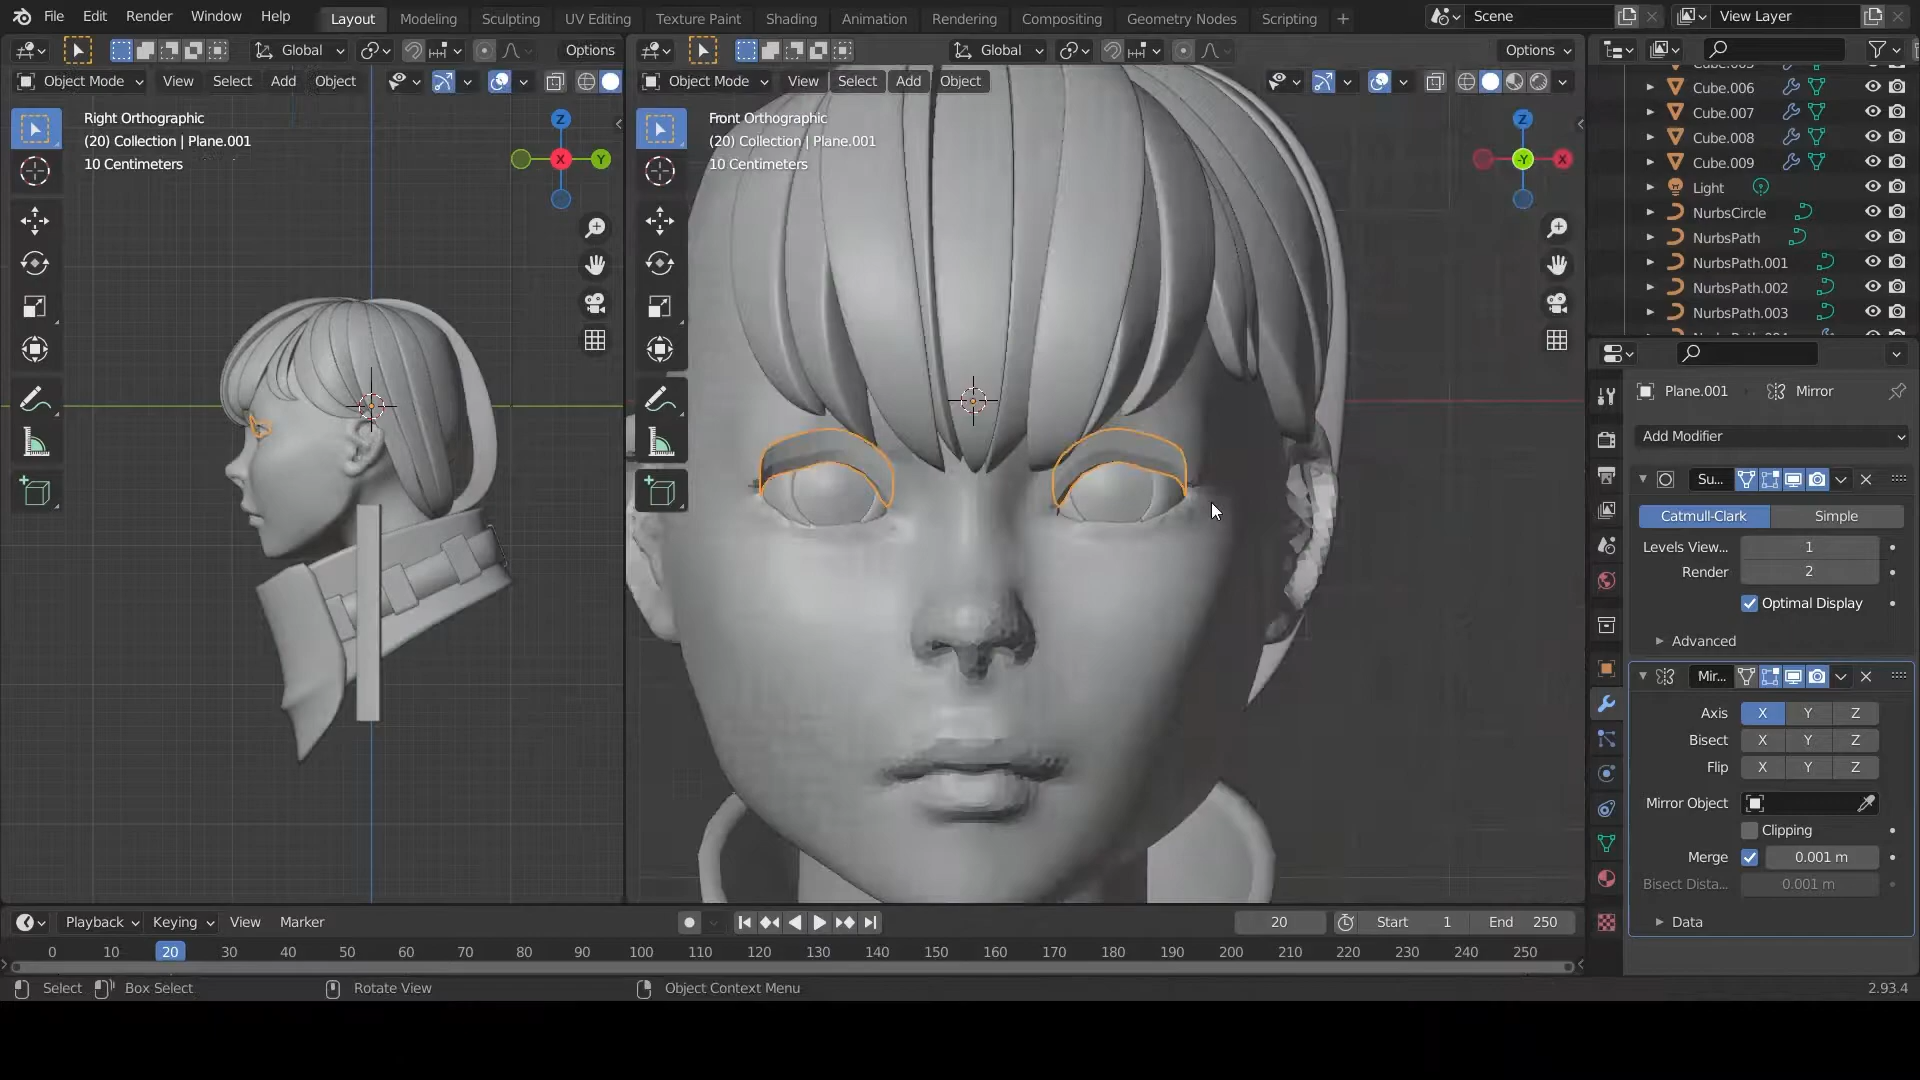 File Edit Render Window Help Layout Modeling Sculpting UV Editing Texture Paint Shading Animation Rendering Compositing Geometry Nodes Scripting + Scene View Layer
Global Options
Object Mode View Select Add Object
Right Orthographic
(20) Collection | Plane.001
10 Centimeters
Z
X
Y
Global Options
Object Mode View Select Add Object
Front Orthographic
(20) Collection | Plane.001
10 Centimeters
Z
-Y
X
Cube.006
Cube.007
Cube.008
Cube.009
Light
NurbsCircle
NurbsPath
NurbsPath.001
NurbsPath.002
NurbsPath.003
Plane.001 Mirror
Add Modifier
Su...
Catmull-Clark Simple
Levels View... 1
Render 2
Optimal Display
Advanced
Mir...
Axis X Y Z
Bisect X Y Z
Flip X Y Z
Mirror Object
Clipping
Merge 0.001 m
Bisect Dista... 0.001 m
Data
Playback Keying View Marker 20 Start 1 End 250
0 10 20 30 40 50 60 70 80 90 100 110 120 130 140 150 160 170 180 190 200 210 220 230 240 250
Select Box Select Rotate View Object Context Menu 2.93.4